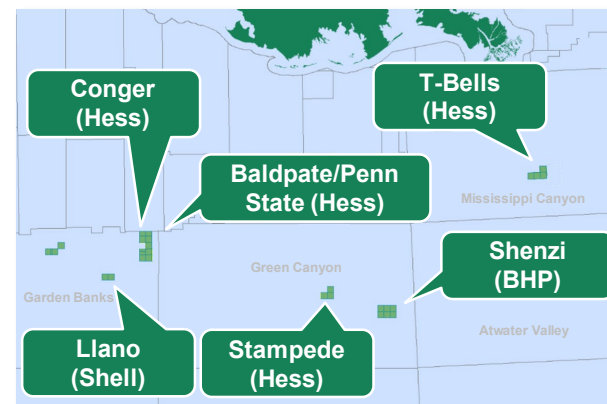 Conger
(Hess)
T-Bells
(Hess)
Baldpate/Penn
State (Hess)
Mississippi Canyon
Green Canyon
Shenzi
(BHP)
Garden Banks
Llano
(Shell)
Stampede
(Hess)
Atwater Valley